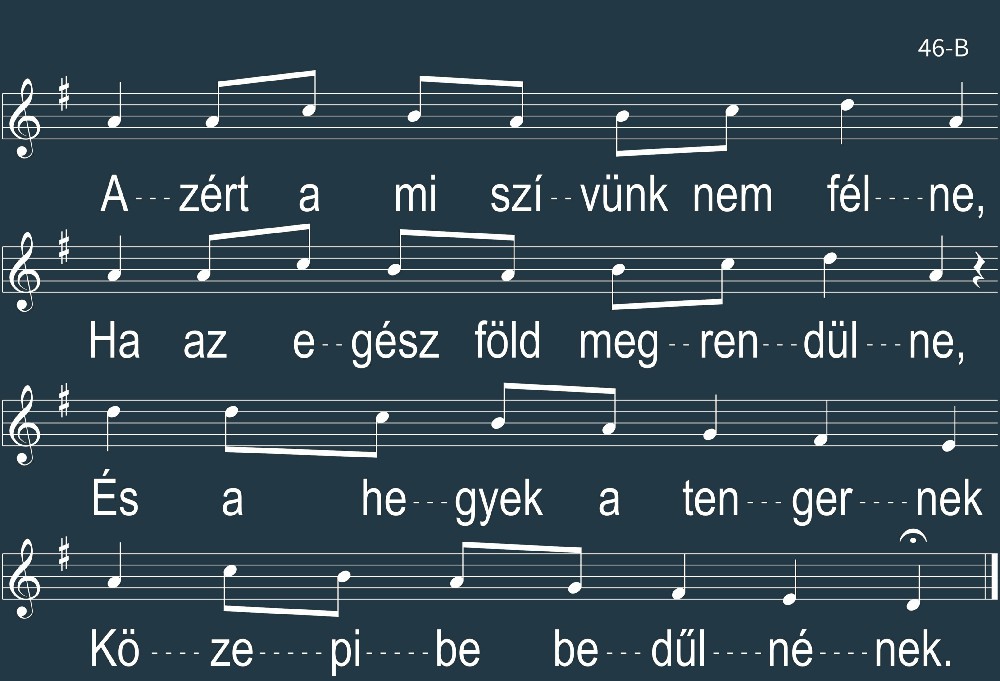 46-B
A---zért a mi szí--vünk nem fél----ne,
Ha az e--gész föld meg--ren---dül---ne,
És a he---gyek a ten---ger----nek
Kö----ze-----pi-----be be---dűl----né----nek.